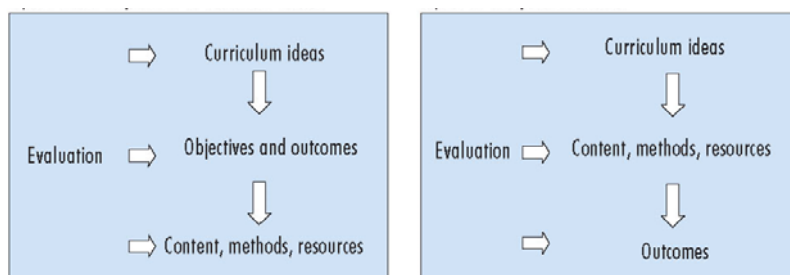 Curriculum ideas
Evaluation
Objectives and outcomes
Content, methods, resources
Curriculum ideas
Evaluation
Content, methods, resources
Outcomes